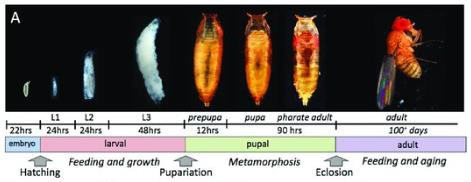 A
L1 L2 L3 prepupa pupa pharate adult adult
22hrs 24hrs 24hrs 48hrs 12hrs 90 hrs 100+ days
embryo larval pupal adult
Feeding and growth Metamorphosis Feeding and aging
Hatching Pupariation Eclosion